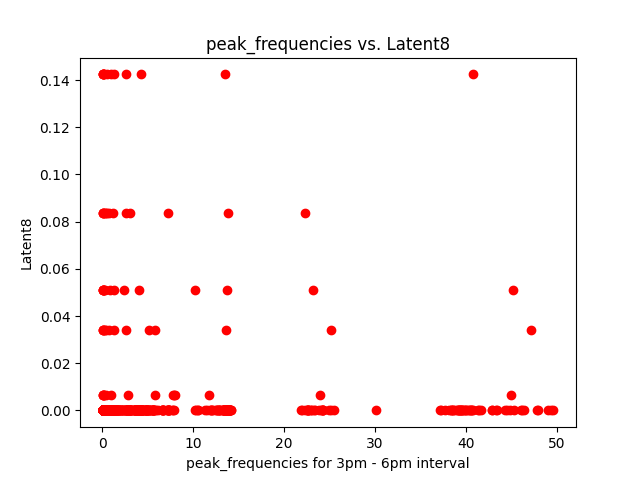 peak_frequencies vs. Latent8
0.14
0.12
0.10
0.08
0.06
0.04
0.02
0.00
Latent8
0 10 20 30 40 50
peak_frequencies for 3pm - 6pm interval